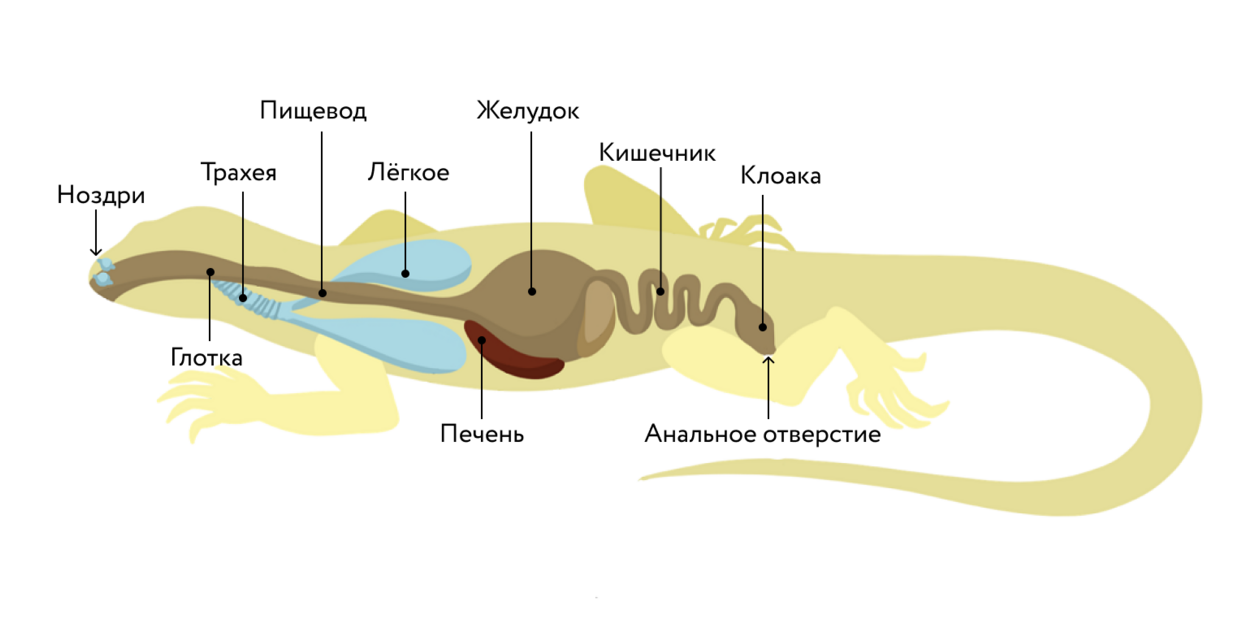 Пищевод
Желудок
Кишечник
Трахея
Лёгкое
Клоака
Ноздри
Глотка
Печень
Анальное отверстие